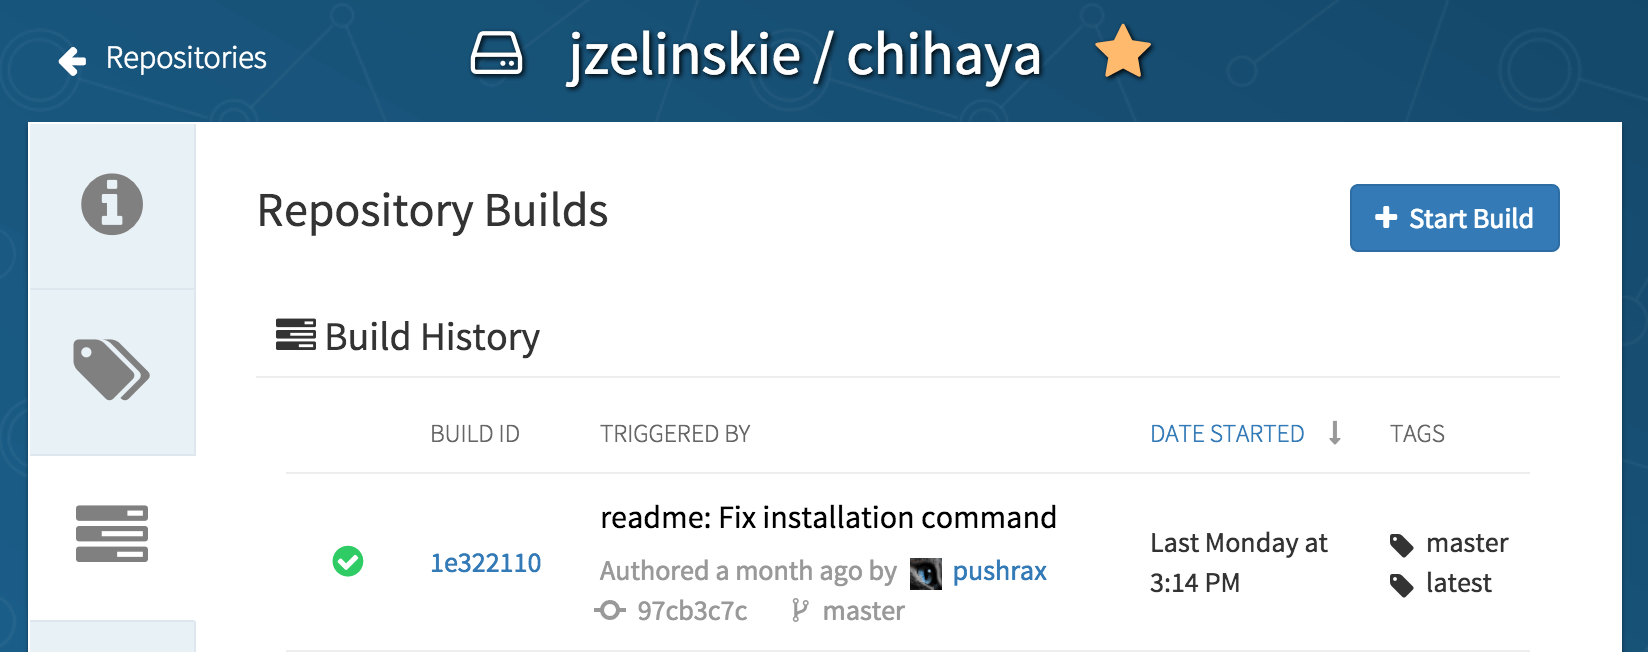 Repositories
jzelinskie / chihaya
Repository Builds
Start Build
Build History
BUILD ID TRIGGERED BY DATE STARTED TAGS
readme: Fix installation command
1e322110
Authored a month ago by pushrax
97cb3c7c master
Last Monday at
3:14 PM
master
latest